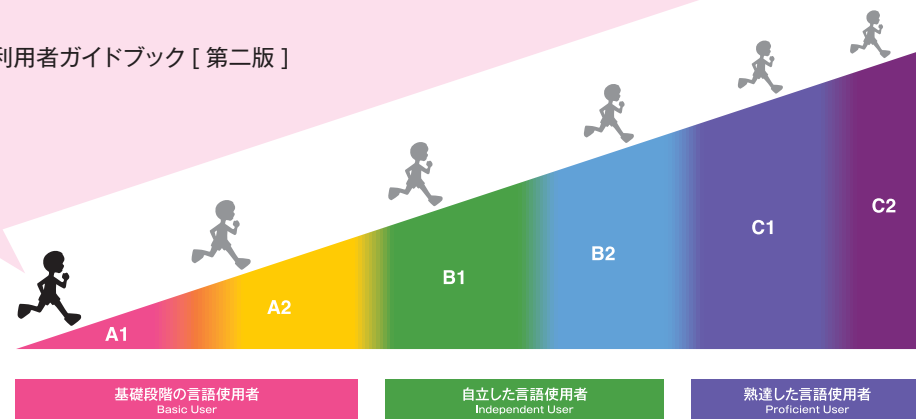 利用者ガイドブック [ 第二版 ]
C2
C1
B2
B1
A2
A1
基礎段階の言語使用者
Basic User
自立した言語使用者
Independent User
熟達した言語使用者
Proficient User